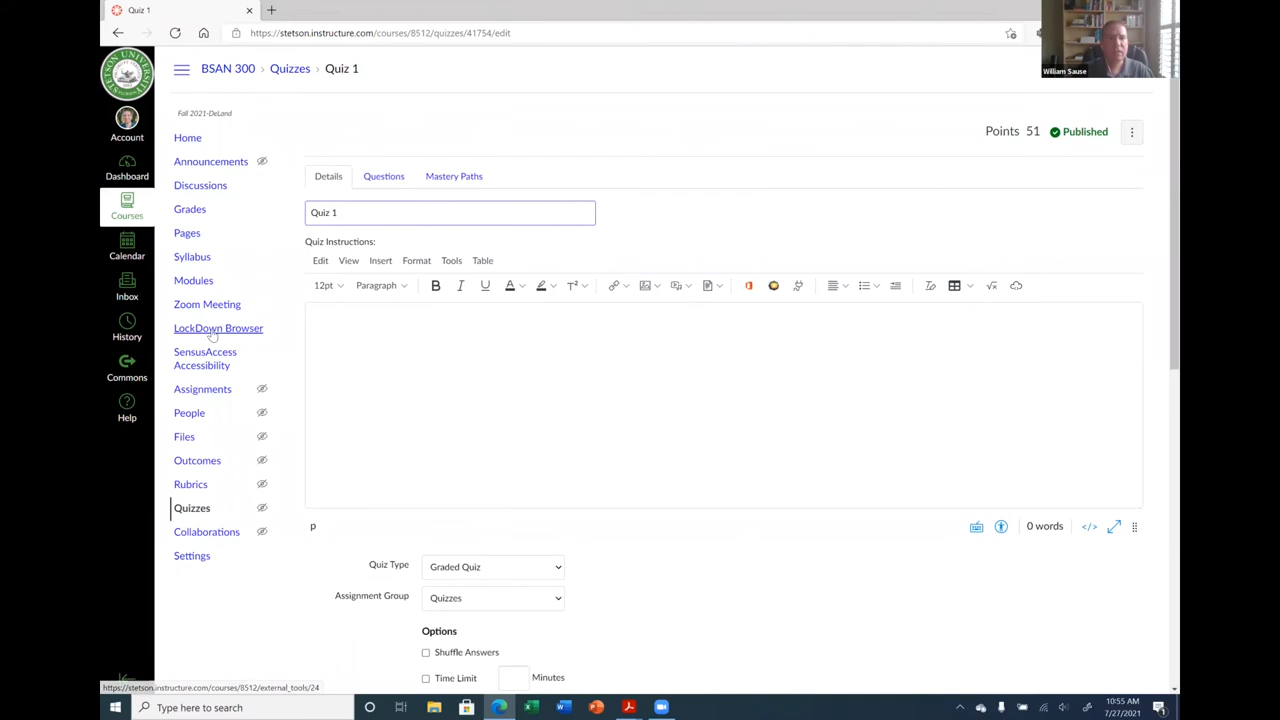 Quiz 1
https://stetson.instructure.com/courses/8512/quizzes/41754/edit
William Sause
BSAN 300 > Quizzes > Quiz 1
Account
Dashboard
Courses
Calendar
Inbox
History
Commons
Help
Fall 2021-DeLand
Home
Announcements
Discussions
Grades
Pages
Syllabus
Modules
Zoom Meeting
LockDown Browser
SensusAccess
Accessibility
Assignments
People
Files
Outcomes
Rubrics
Quizzes
Collaborations
Settings
Points 51 Published
Details Questions Mastery Paths
Quiz 1
Quiz Instructions:
Edit View Insert Format Tools Table
12pt Paragraph B I U A T²
p
0 words </>
Quiz Type Graded Quiz
Assignment Group Quizzes
Options
Shuffle Answers
Time Limit Minutes
https://stetson.instructure.com/courses/8512/external_tools/24
Type here to search
10:55 AM
7/27/2021